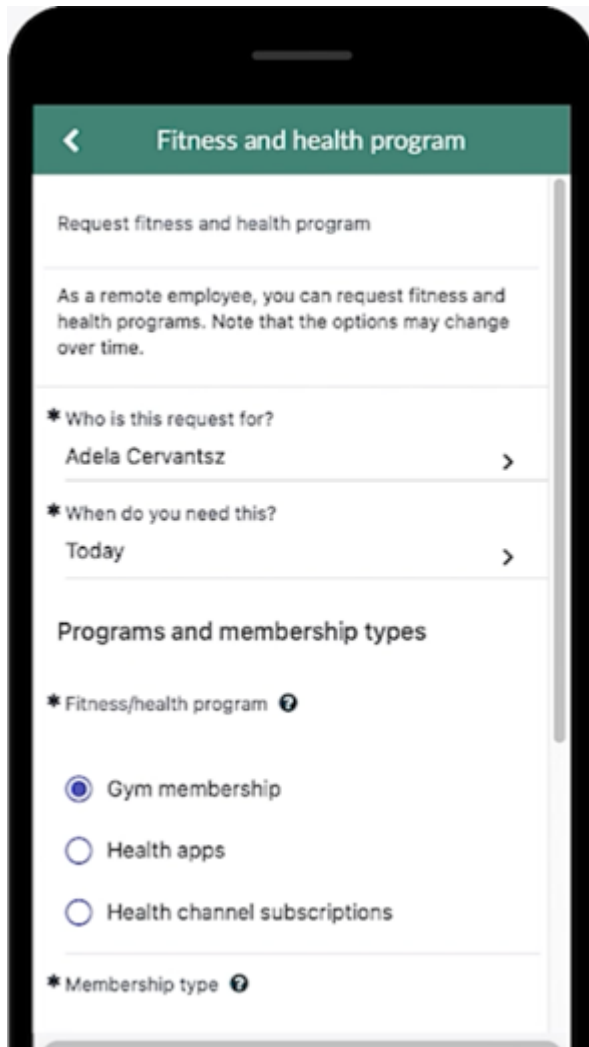 Fitness and health program
Request fitness and health program
As a remote employee, you can request fitness and
health programs. Note that the options may change
over time.
* Who is this request for?
Adela Cervantsz
* When do you need this?
Today
Programs and membership types
* Fitness/health program ?
Gym membership
Health apps
Health channel subscriptions
* Membership type ?